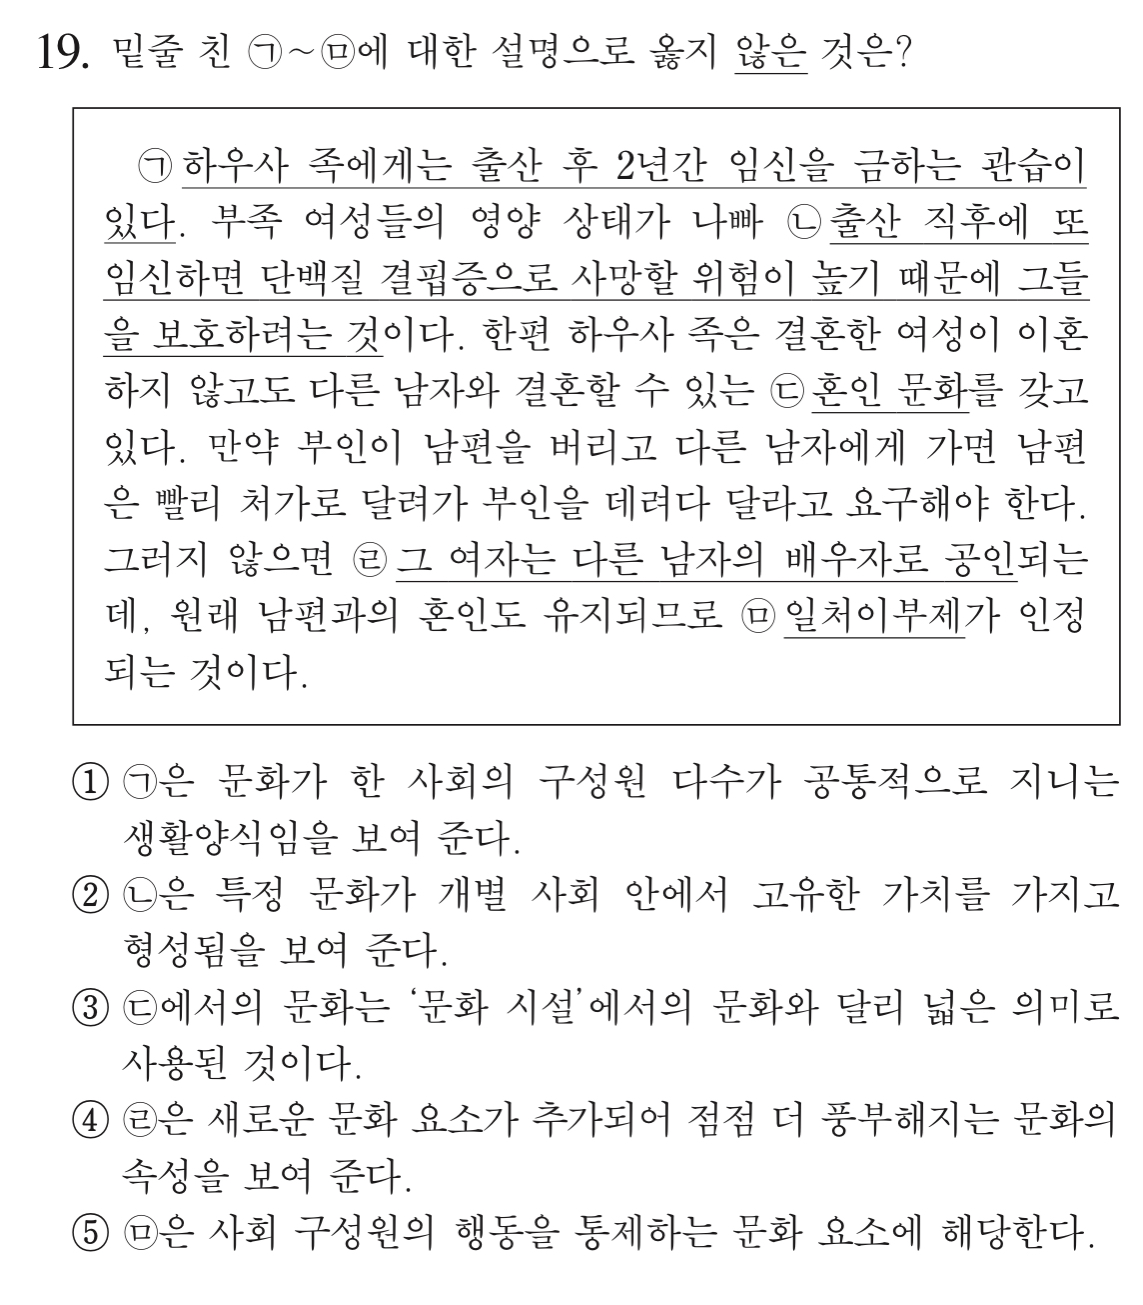 19. 밑줄 친 ㉠~㉤에 대한 설명으로 옳지 않은 것은?
㉠ 하우사 족에게는 출산 후 2년간 임신을 금하는 관습이
있다. 부족 여성들의 영양 상태가 나빠 ㉡ 출산 직후에 또
임신하면 단백질 결핍증으로 사망할 위험이 높기 때문에 그들
을 보호하려는 것이다. 한편 하우사 족은 결혼한 여성이 이혼
하지 않고도 다른 남자와 결혼할 수 있는 ㉢ 혼인 문화를 갖고
있다. 만약 부인이 남편을 버리고 다른 남자에게 가면 남편
은 빨리 처가로 달려가 부인을 데려다 달라고 요구해야 한다.
그러지 않으면 ㉣ 그 여자는 다른 남자의 배우자로 공인되는
데, 원래 남편과의 혼인도 유지되므로 ㉤ 일처이부제가 인정
되는 것이다.
① ㉠은 문화가 한 사회의 구성원 다수가 공통적으로 지니는
생활양식임을 보여 준다.
② ㉡은 특정 문화가 개별 사회 안에서 고유한 가치를 가지고
형성됨을 보여 준다.
③ ㉢에서의 문화는 ‘문화 시설’에서의 문화와 달리 넓은 의미로
사용된 것이다.
④ ㉣은 새로운 문화 요소가 추가되어 점점 더 풍부해지는 문화의
속성을 보여 준다.
⑤ ㉤은 사회 구성원의 행동을 통제하는 문화 요소에 해당한다.